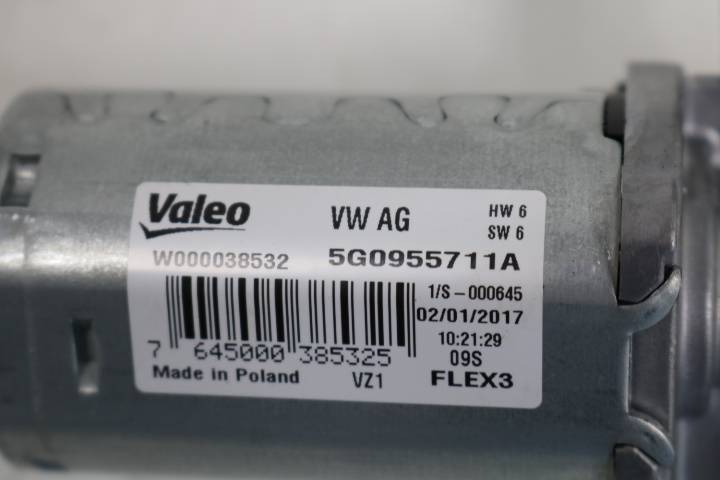 Valeo VW AG HW 6
SW 6
W000038532 5G0955711A
1/S-000645
02/01/2017
10:21:29
7 645000 385325 09S
Made in Poland VZ1 FLEX3